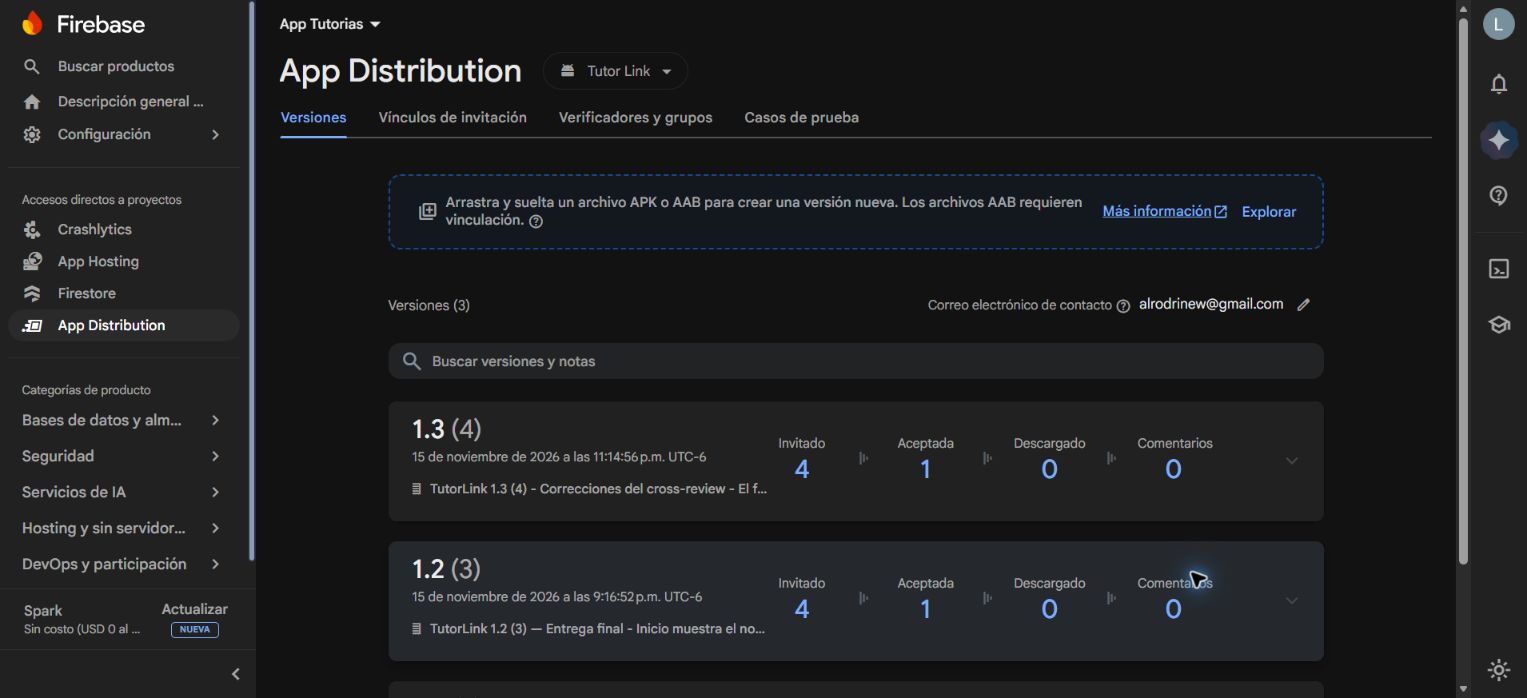 Firebase
Buscar productos
Descripción general ...
Configuración
Accesos directos a proyectos
Crashlytics
App Hosting
Firestore
App Distribution
Categorías de producto
Bases de datos y alm...
Seguridad
Servicios de IA
Hosting y sin servidor...
DevOps y participación
Spark
Sin costo (USD 0 al ...
Actualizar
NUEVA
App Tutorias
App Distribution
Tutor Link
Versiones
Vínculos de invitación
Verificadores y grupos
Casos de prueba
Arrastra y suelta un archivo APK o AAB para crear una versión nueva. Los archivos AAB requieren
vinculación.
Más información
Explorar
Versiones (3)
Correo electrónico de contacto
alrodrinew@gmail.com
Buscar versiones y notas
1.3 (4)
15 de noviembre de 2026 a las 11:14:56 p.m. UTC-6
TutorLink 1.3 (4) - Correcciones del cross-review - El f...
Invitado
4
Aceptada
1
Descargado
0
Comentarios
0
1.2 (3)
15 de noviembre de 2026 a las 9:16:52 p.m. UTC-6
TutorLink 1.2 (3) — Entrega final - Inicio muestra el no...
Invitado
4
Aceptada
1
Descargado
0
Comentarios
0
L